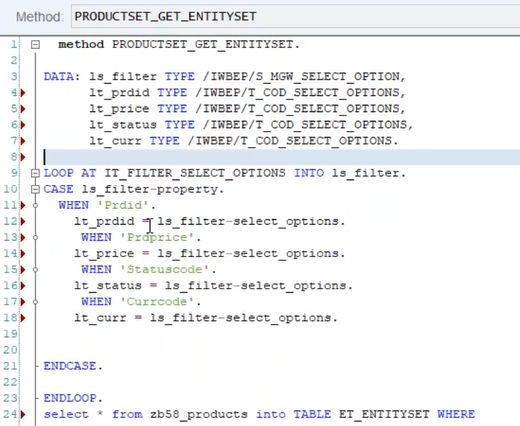 Method: PRODUCTSET_GET_ENTITYSET
1 method PRODUCTSET_GET_ENTITYSET.
2
3 DATA: ls_filter TYPE /IWBEP/S_MGW_SELECT_OPTION,
4 lt_prdid TYPE /IWBEP/T_COD_SELECT_OPTIONS,
5 lt_price TYPE /IWBEP/T_COD_SELECT_OPTIONS,
6 lt_status TYPE /IWBEP/T_COD_SELECT_OPTIONS,
7 lt_curr TYPE /IWBEP/T_COD_SELECT_OPTIONS.
8
9 LOOP AT IT_FILTER_SELECT_OPTIONS INTO ls_filter.
10 CASE ls_filter-property.
11 WHEN 'Prdid'.
12 lt_prdid = ls_filter-select_options.
13 WHEN 'Prdprice'.
14 lt_price = ls_filter-select_options.
15 WHEN 'Statuscode'.
16 lt_status = ls_filter-select_options.
17 WHEN 'Currcode'.
18 lt_curr = ls_filter-select_options.
19
20
21 ENDCASE.
22
23 ENDLOOP.
24 select * from zb58_products into TABLE ET_ENTITYSET WHERE